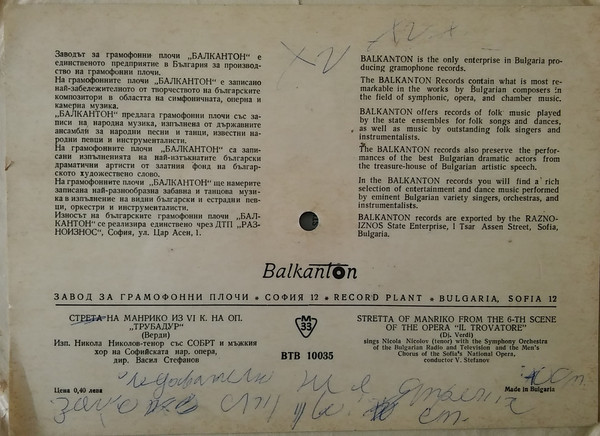 Заводът за грамофонни плочи „БАЛКАНТОН" е
единственото предприятие в България за производ-
ство на грамофонни плочи.
На грамофонните плочи „БАЛКАНТОН" е записано
най-забележителното от творчеството на българските
композитори в областта на симфоничната, оперна и
камерна музика.
„БАЛКАНТОН" предлага грамофонни плочи със за-
писи на народна музика, изпълнена от държавните
ансамбли за народни песни и танци, известни на-
родни певци и инструменталисти.
На грамофонните плочи „БАЛКАНТОН" са запи-
сани изпълненията на най-изтъкнатите български
драматични артисти от златния фонд на българ-
ското художествено слово.
На грамофонните плочи „БАЛКАНТОН" ще намерите
записана най-разнообразна забавна и танцова музи-
ка в изпълнение на видни български и естрадни пев-
ци, оркестри и инструменталисти.
Износът на българските грамофонни плочи „БАЛ-
КАНТОН" се реализира единствено чрез ДТП „РАЗ-
НОИЗНОС", София, ул. Цар Асен, 1.
XV XV.x
BALKANTON is the only enterprise in Bulgaria pro-
ducing gramophone records.
The BALKANTON Records contain what is most re-
markable in the works by Bulgarian composers in
the field of symphonic, opera, and chamber music.
BALKANTON offers records of folk music played
by the state ensembles for folk songs and dances,
as well as music by outstanding folk singers and
instrumentalists.
The BALKANTON records also preserve the perfor-
mances of the best Bulgarian dramatic actors from
the treasure-house of Bulgarian artistic speech.
In the BALKANTON records you will find a rich
selection of entertainment and dance music performed
by eminent Bulgarian variety singers, orchestras, and
instrumentalists.
BALKANTON records are exported by the RAZNO-
IZNOS State Enterprise, 1 Tsar Assen Street, Sofia,
Bulgaria.
Balkanton
ЗАВОД ЗА ГРАМОФОННИ ПЛОЧИ • СОФИЯ 12 • RECORD PLANT • BULGARIA, SOFIA 12
СТРЕТА НА МАНРИКО ИЗ VI К. НА ОП.
„ТРУБАДУР"
(Верди)
Изп. Никола Николов-тенор със СОБРТ и мъжкия
хор на Софийската нар. опера,
дир. Васил Стефанов
Цена 0,40 лева
М
33
ВТВ 10035
STRETTA OF MANRIKO FROM THE 6-TH SCENE
OF THE OPERA "IL TROVATORE"
(Dj. Verdi)
sings Nicola Nicolov (tenor) with the Symphony Orchestra
of the Bulgarian Radio and Television and the Men's
Chorus of the Sofia's National Opera,
conductor V. Stefanov
Made in Bulgaria